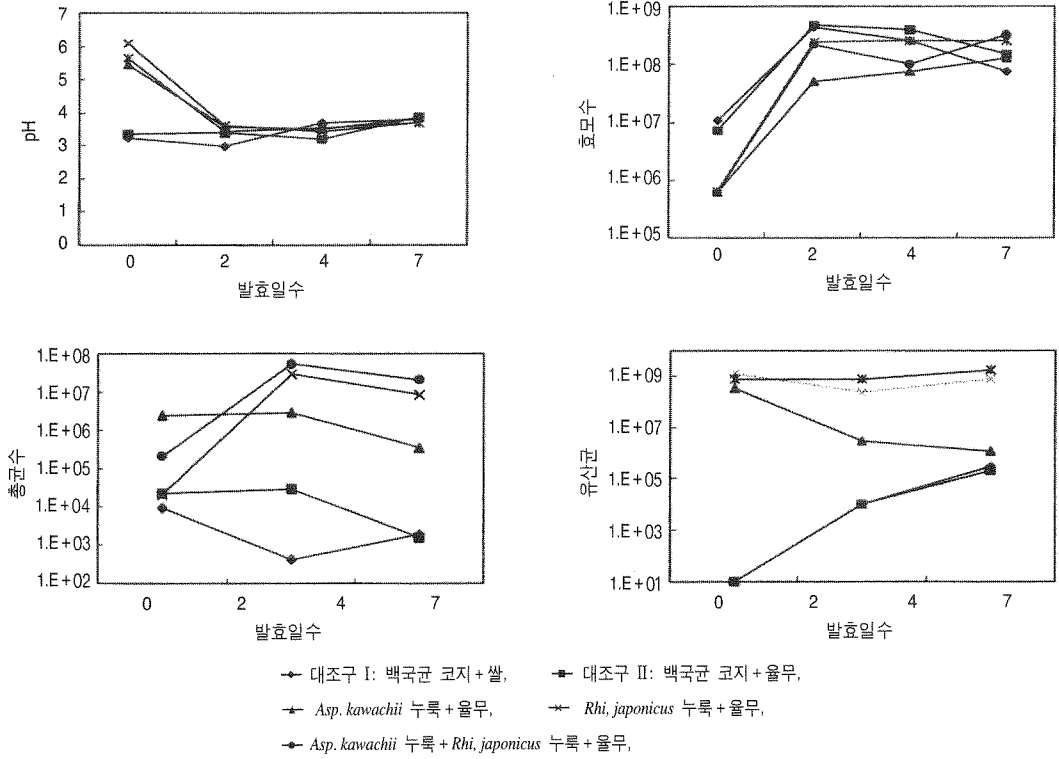 7
6
5
4
3
2
1
0
pH
0 2 4 7
발효일수
1.E+09
1.E+08
1.E+07
1.E+06
1.E+05
효모수
0 2 4 7
발효일수
1.E+08
1.E+07
1.E+06
1.E+05
1.E+04
1.E+03
1.E+02
총균수
0 2 4 7
발효일수
1.E+09
1.E+07
1.E+05
1.E+03
1.E+01
유산균
0 2 4 7
발효일수
대조구 I: 백국균 코지+쌀, 대조구 II: 백국균 코지+율무,
Asp. kawachii 누룩+율무, Rhi, japonicus 누룩+율무,
Asp. kawachii 누룩+Rhi, japonicus 누룩+율무,